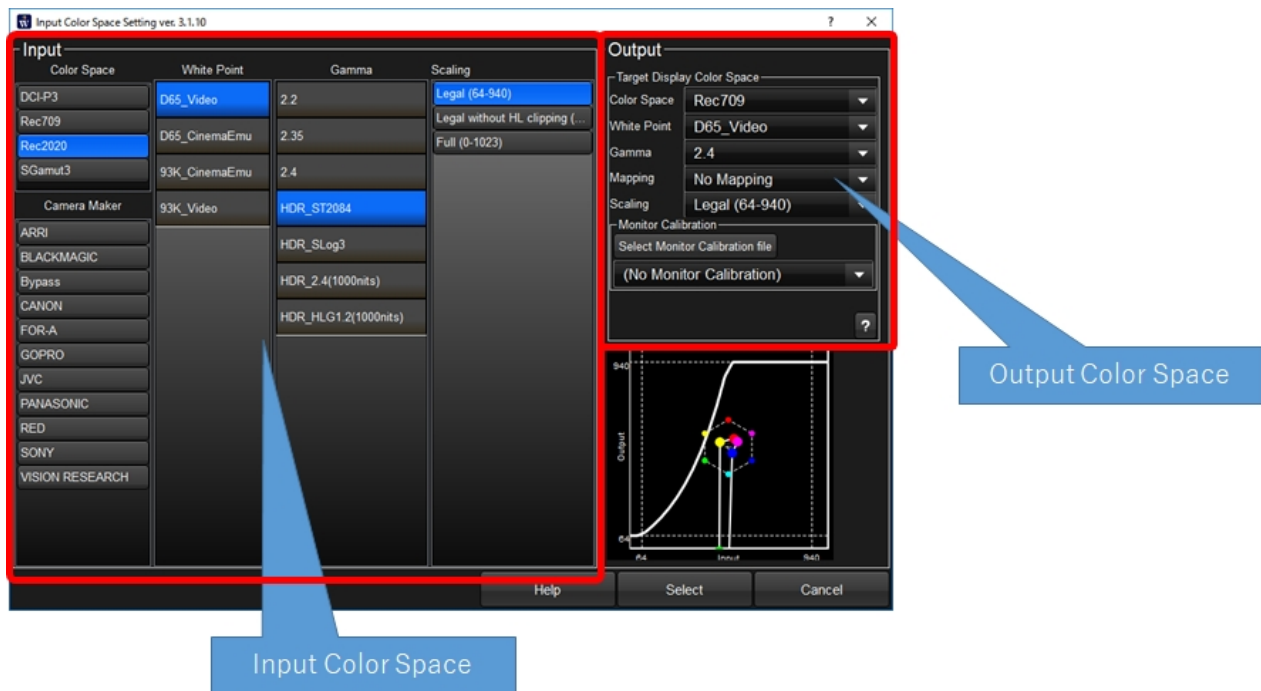 Input Color Space Setting ver. 3.1.10
? ×
Input
Color Space
White Point
Gamma
Scaling
DCI-P3
Rec709
Rec2020
SGamut3
Camera Maker
ARRI
BLACKMAGIC
Bypass
CANON
FOR-A
GOPRO
JVC
PANASONIC
RED
SONY
VISION RESEARCH
D65_Video
D65_CinemaEmu
93K_CinemaEmu
93K_Video
2.2
2.35
2.4
HDR_ST2084
HDR_SLog3
HDR_2.4(1000nits)
HDR_HLG1.2(1000nits)
Legal (64-940)
Legal without HL clipping (...
Full (0-1023)
Output
Target Display Color Space
Color Space Rec709
White Point D65_Video
Gamma 2.4
Mapping No Mapping
Scaling Legal (64-940)
Monitor Calibration
Select Monitor Calibration file
(No Monitor Calibration)
?
940
Output
64
64 Input 940
Help Select Cancel
Output Color Space
Input Color Space